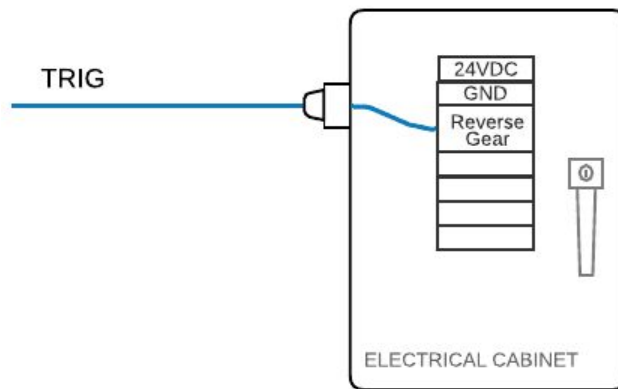 TRIG
24VDC
GND
Reverse
Gear
ELECTRICAL CABINET